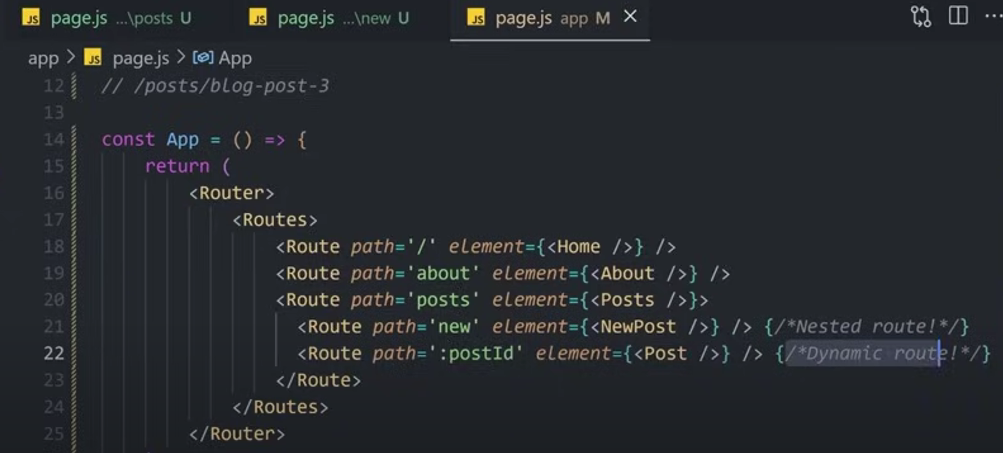 JS page.js ...\posts U JS page.js ...\new U JS page.js app M
app > JS page.js > App
12 // /posts/blog-post-3
13
14 const App = () => {
15 return (
16 <Router>
17 <Routes>
18 <Route path='/' element={<Home />} />
19 <Route path='about' element={<About />} />
20 <Route path='posts' element={<Posts />}>
21 <Route path='new' element={<NewPost />} /> {/*Nested route!*/}
22 <Route path=':postId' element={<Post />} /> {/*Dynamic route!*/}
23 </Route>
24 </Routes>
25 </Router>